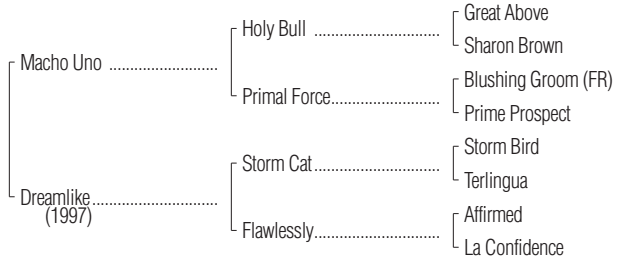 Great Above
Holy Bull ..............................
Sharon Brown
Macho Uno ..........................
Blushing Groom (FR)
Primal Force..........................
Prime Prospect
Storm Bird
Storm Cat..............................
Terlingua
Dreamlike..............................
(1997)
Affirmed
Flawlessly..............................
La Confidence